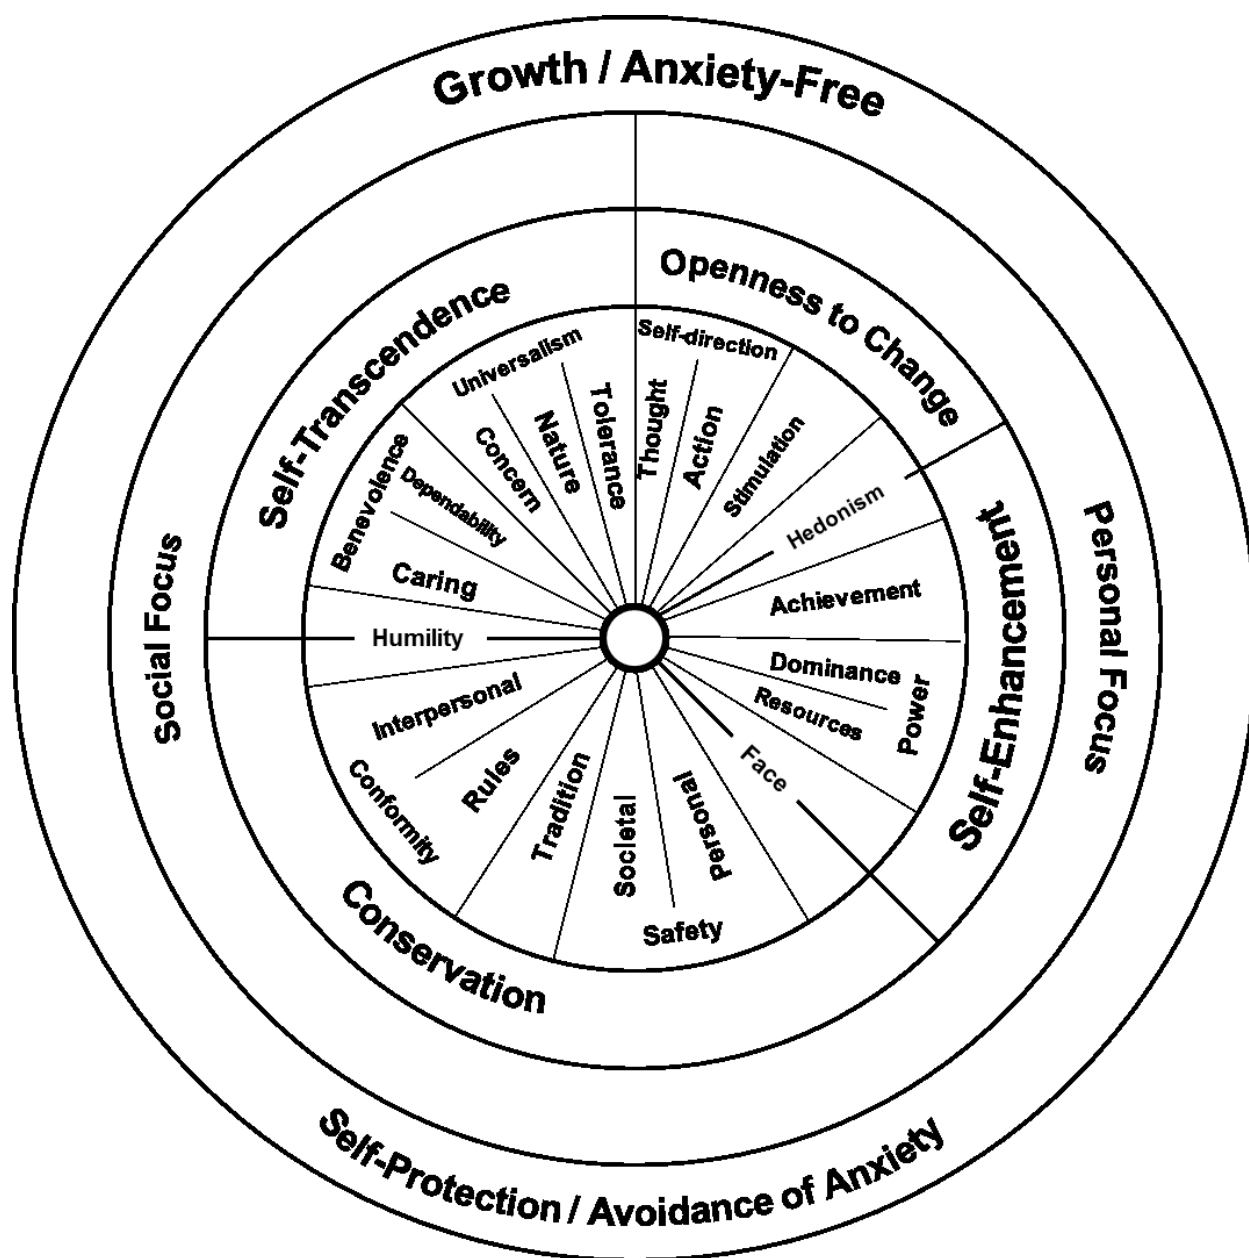 Growth / Anxiety-Free
Openness to Change
Self-Transcendence
Self-Enhancement
Conservation
Social Focus
Personal Focus
Universalism
Concern
Nature
Tolerance
Self-direction
Thought
Action
Stimulation
Hedonism
Achievement
Dominance
Resources
Power
Face
Personal
Societal
Safety
Tradition
Rules
Interpersonal
Conformity
Humility
Caring
Dependability
Benevolence
Self-Protection / Avoidance of Anxiety